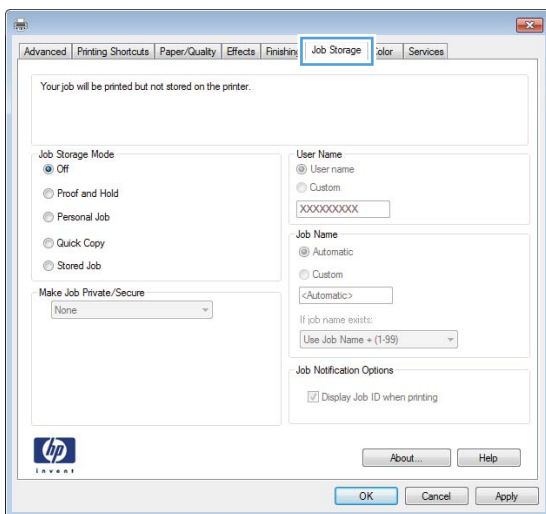 Advanced Printing Shortcuts Paper/Quality Effects Finishing Job Storage Color Services
Your job will be printed but not stored on the printer.
Job Storage Mode
Off
Proof and Hold
Personal Job
Quick Copy
Stored Job
Make Job Private/Secure
None
User Name
User name
Custom
XXXXXXXXX
Job Name
Automatic
Custom
<Automatic>
If job name exists:
Use Job Name + (1-99)
Job Notification Options
Display Job ID when printing
hp
invent
About... Help
OK Cancel Apply